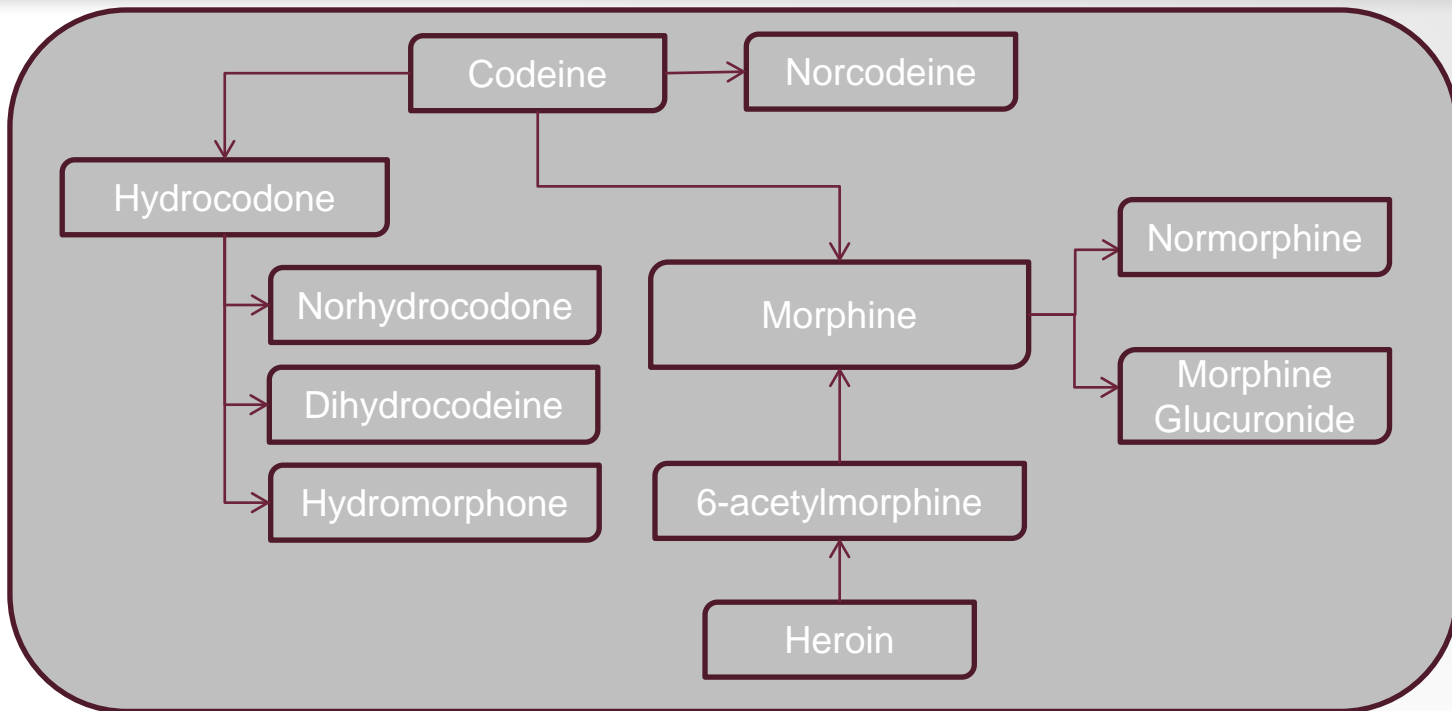 Codeine
Norcodeine
Hydrocodone
Normorphine
Norhydrocodone
Morphine
Morphine
Glucuronide
Dihydrocodeine
Hydromorphone
6-acetylmorphine
Heroin